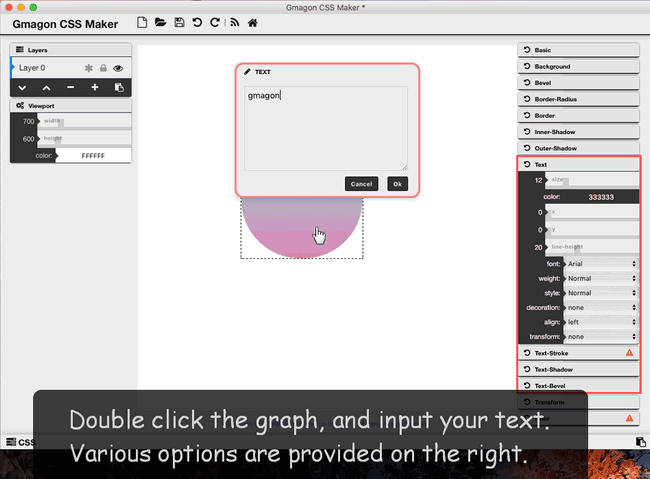 Gmagon CSS Maker *
Gmagon CSS Maker
Layers
Layer 0
Viewport
700 width
600 height
color: FFFFFF
TEXT
gmagon
Cancel Ok
Basic
Background
Bevel
Border-Radius
Border
Inner-Shadow
Outer-Shadow
Text
12 size
color: 333333
0 x
0 y
20 line-height
font: Arial
weight: Normal
style: Normal
decoration: none
align: left
transform: none
Text-Stroke
Text-Shadow
Text-Bevel
Transform
CSS
Double click the graph, and input your text.
Various options are provided on the right.